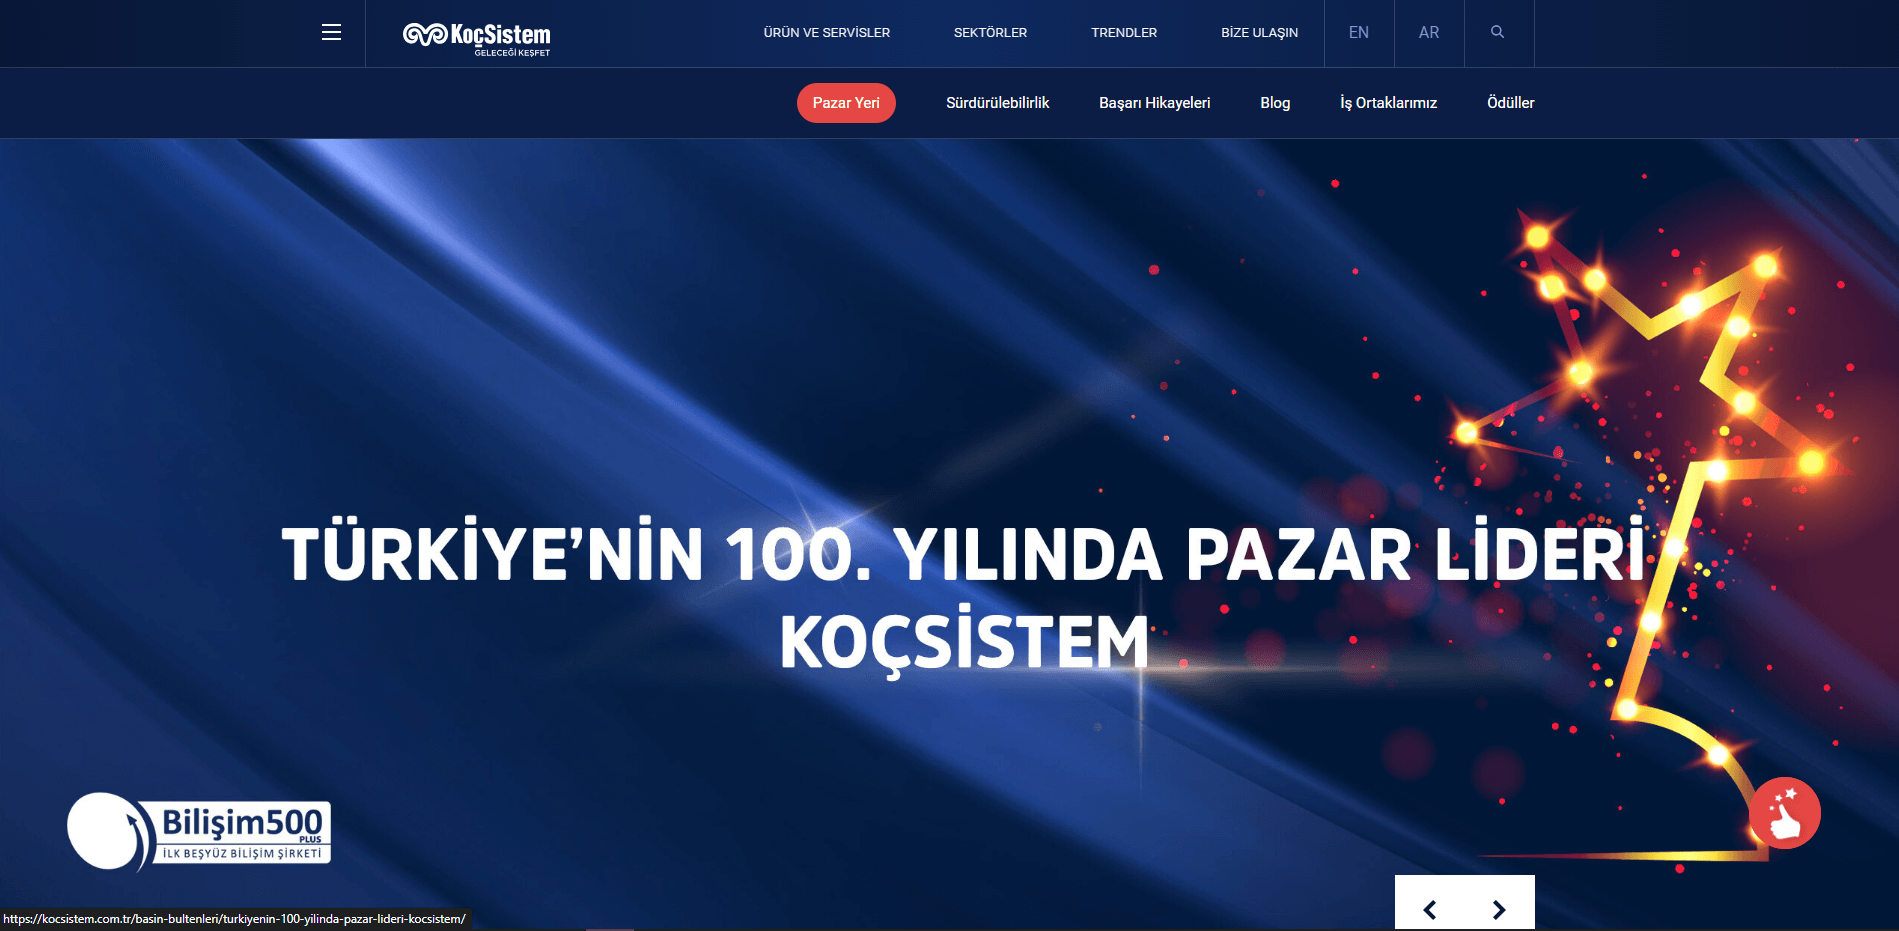 KoçSistem
GELECEĞİ KEŞFET
ÜRÜN VE SERVİSLER
SEKTÖRLER
TRENDLER
BİZE ULAŞIN
EN
AR
Pazar Yeri
Sürdürülebilirlik
Başarı Hikayeleri
Blog
İş Ortaklarımız
Ödüller
TÜRKİYE’NİN 100. YILINDA PAZAR LİDERİ
KOÇSİSTEM
Bilişim500
PLUS
İLK BEŞYÜZ BİLİŞİM ŞİRKETİ
https://kocsistem.com.tr/basin-bultenleri/turkiyenin-100-yilinda-pazar-lideri-kocsistem/